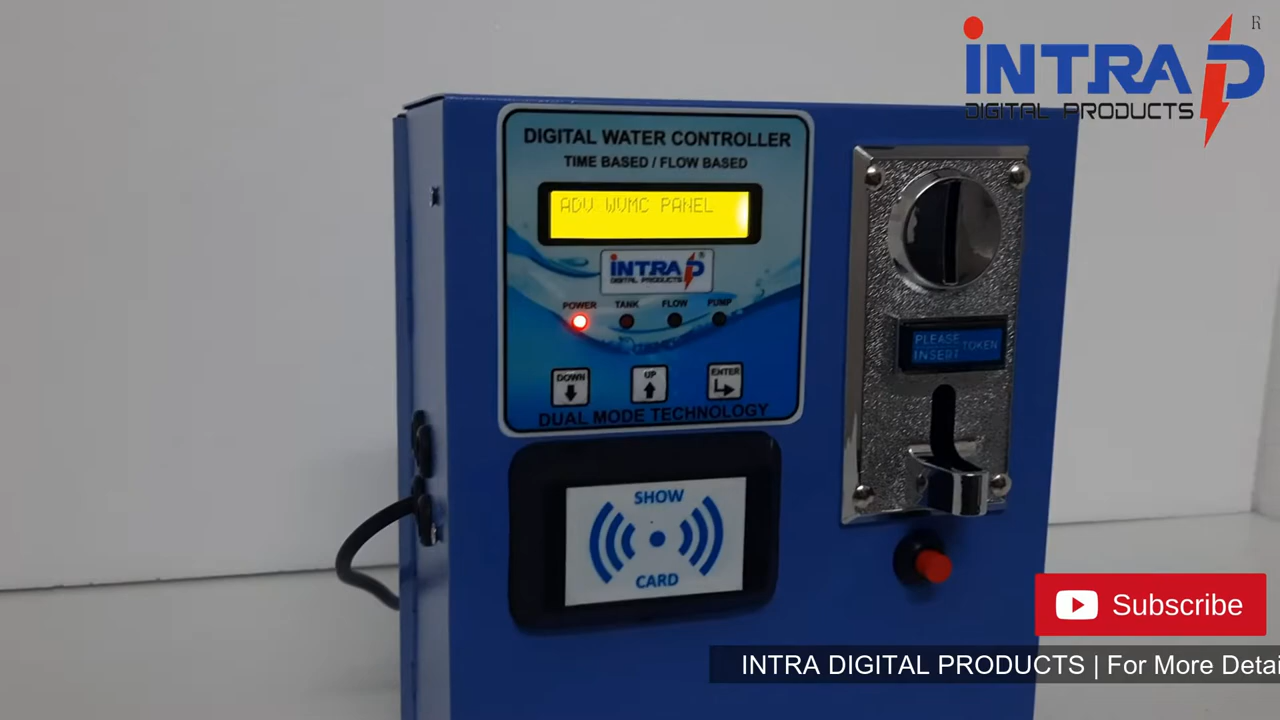 INTRA D
R
DIGITAL PRODUCTS
DIGITAL WATER CONTROLLER
TIME BASED / FLOW BASED
ADV WVMC PANEL
INTRA D
R
DIGITAL PRODUCTS
POWER TANK FLOW PUMP
DOWN UP ENTER
DUAL MODE TECHNOLOGY
SHOW
CARD
PLEASE
INSERT TOKEN
Subscribe
INTRA DIGITAL PRODUCTS | For More Detai